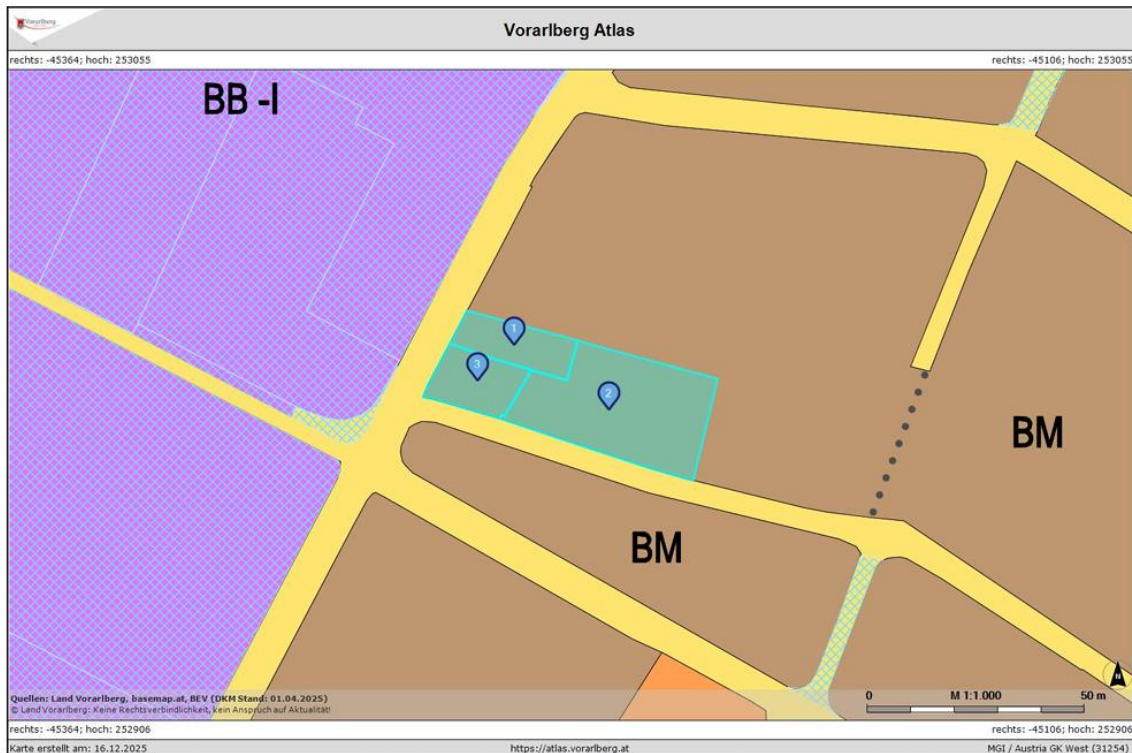 Vorarlberg
Vorarlberg Atlas
rechts: -45364; hoch: 253055
rechts: -45106; hoch: 253055
BB -I
1
3
2
BM
BM
Quellen: Land Vorarlberg, basemap.at, BEV (DKM Stand: 01.04.2025)
© Land Vorarlberg: Keine Rechtsverbindlichkeit, kein Anspruch auf Aktualität!
0 M 1:1.000 50 m
N
rechts: -45364; hoch: 252906
rechts: -45106; hoch: 252906
Karte erstellt am: 16.12.2025
https://atlas.vorarlberg.at
MGI / Austria GK West (31254)